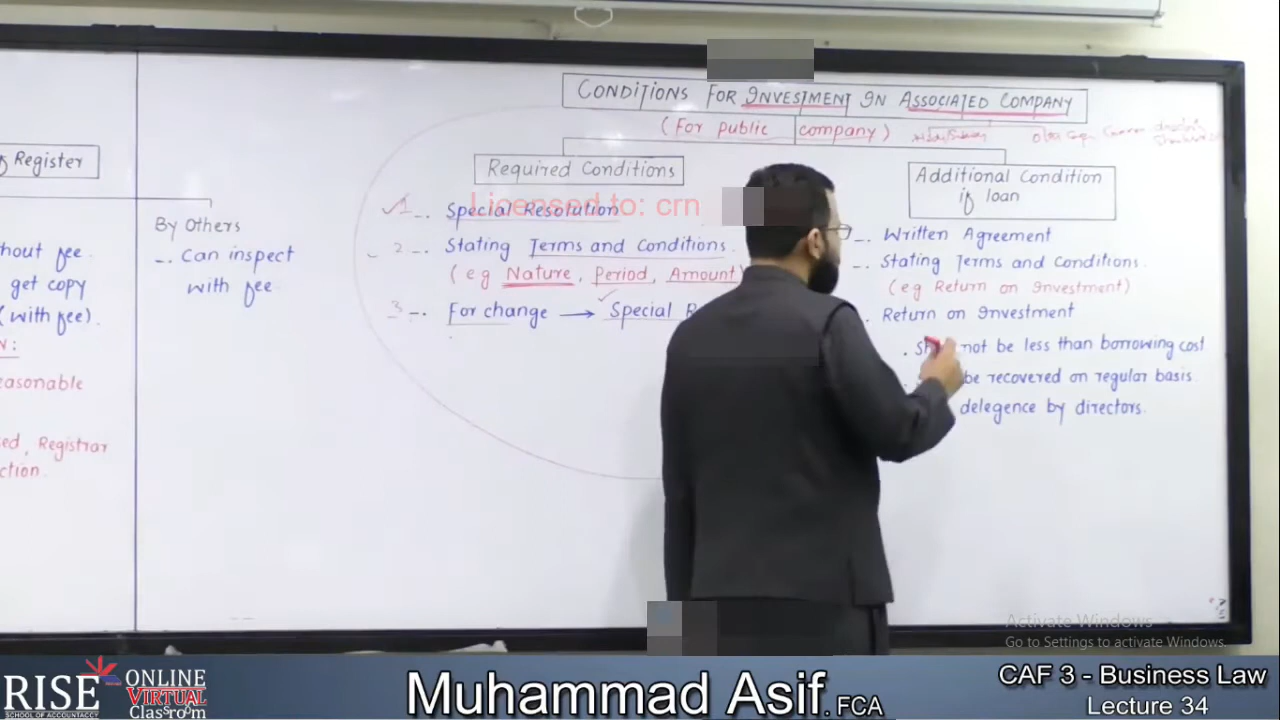 CONDITIONS FOR INVESTMENT IN ASSOCIATED COMPANY
(For public company)
Register
Required Conditions
Additional Condition
if loan
Licensed to: crn
1 _. Special Resolution
2 _. Stating Terms and Conditions.
(eg Nature, Period, Amount)
3 _. For change → Special R
_. Written Agreement
_. Stating Terms and Conditions.
(eg Return on Investment)
. Return on Investment
. not be less than borrowing cost
be recovered on regular basis
delegence by directors.
By Others
_. Can inspect
with fee
hout fee.
get copy
(with fee).
N:
easonable
ed, Registrar
ction.
Activate Windows
Go to Settings to activate Windows.
RISE
SCHOOL OF ACCOUNTANCY
ONLINE
VIRTUAL
Classroom
Muhammad Asif. FCA
CAF 3 - Business Law
Lecture 34